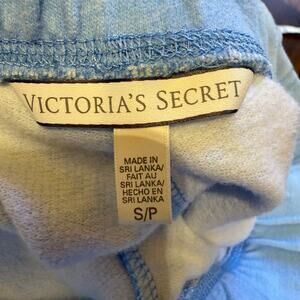 VICTORIA'S SECRET
MADE IN
SRI LANKA/
FAIT AU
SRI LANKA/
HECHO EN
SRI LANKA
S/P